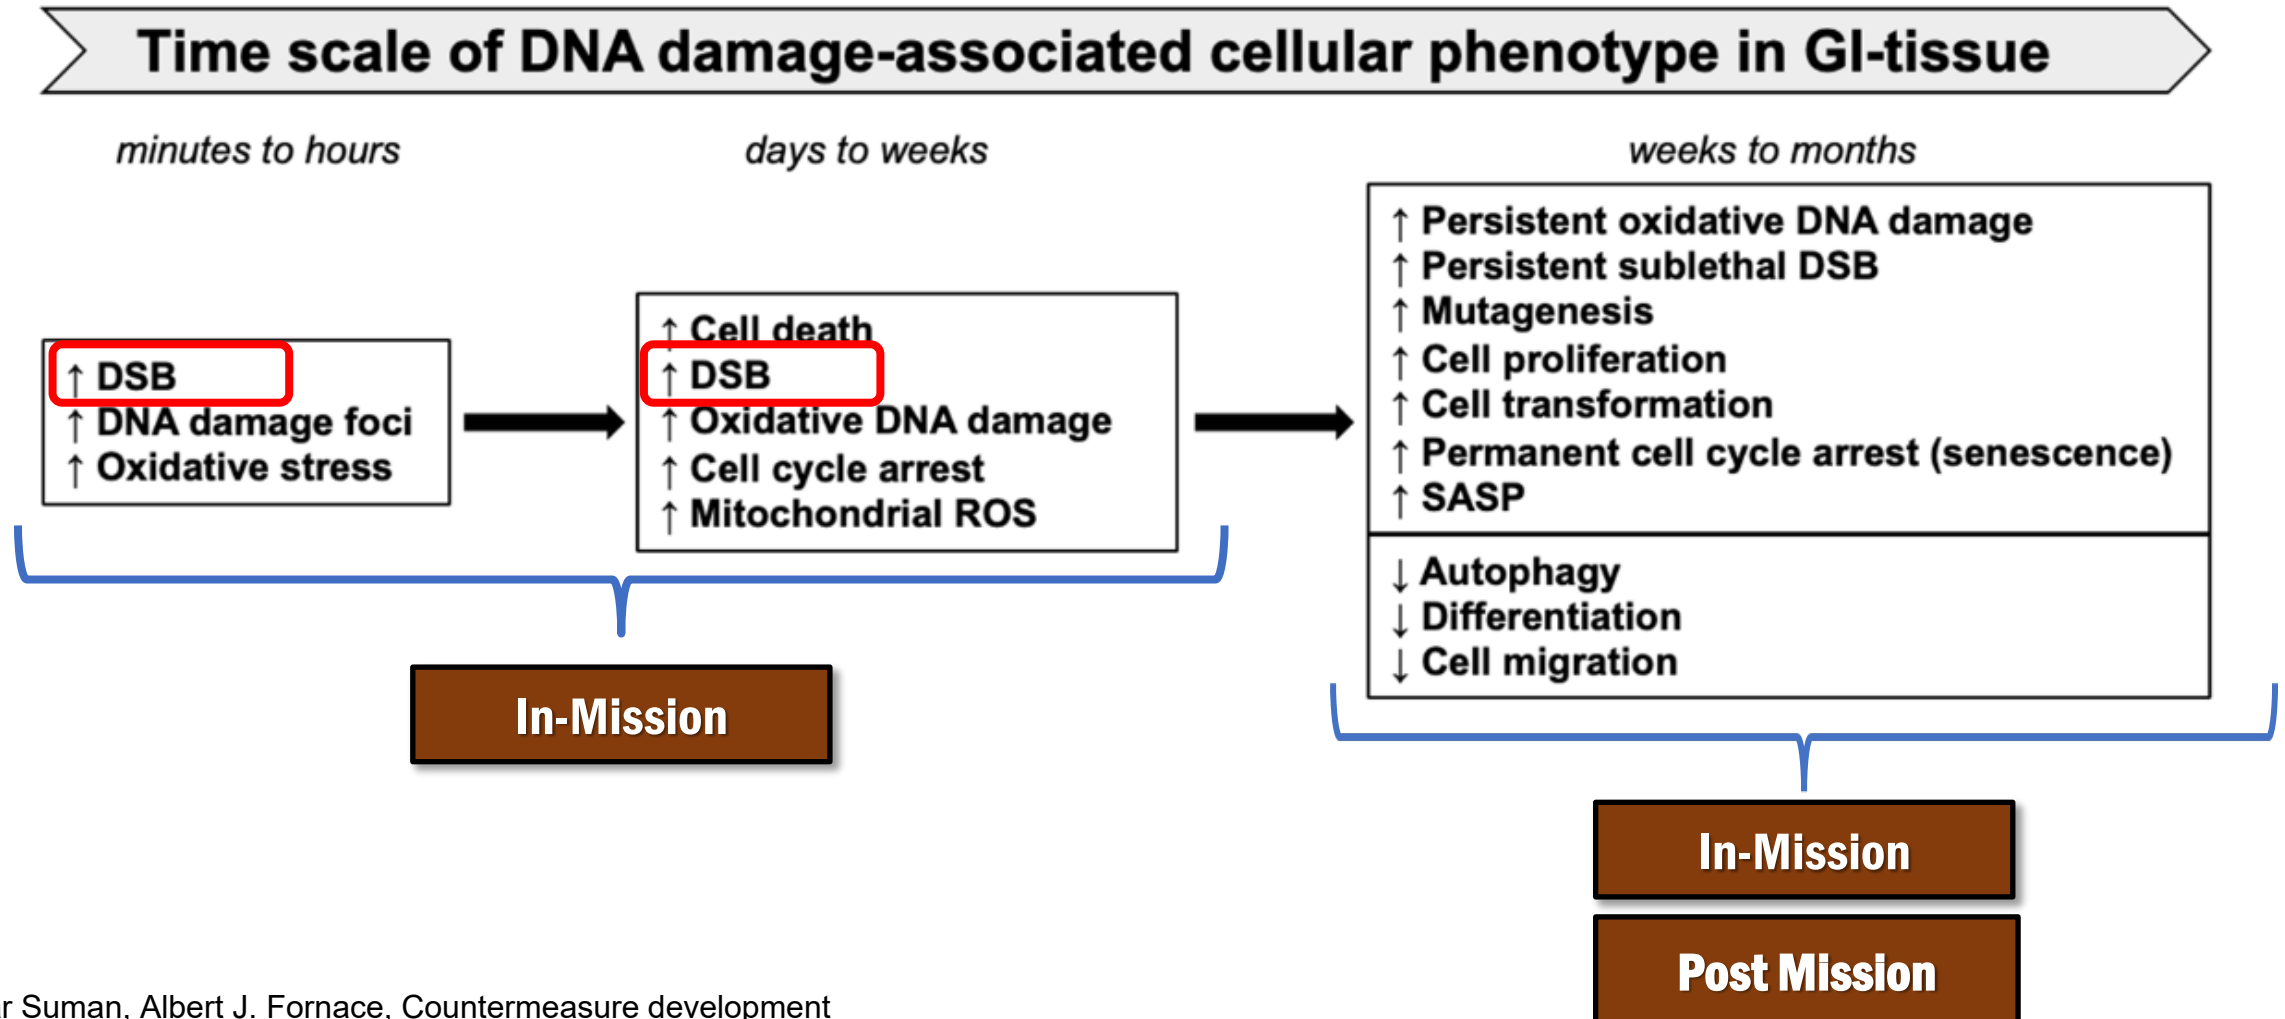 Time scale of DNA damage-associated cellular phenotype in GI-tissue
minutes to hours
↑ DSB
↑ DNA damage foci
↑ Oxidative stress
days to weeks
↑ Cell death
↑ DSB
↑ Oxidative DNA damage
↑ Cell cycle arrest
↑ Mitochondrial ROS
weeks to months
↑ Persistent oxidative DNA damage
↑ Persistent sublethal DSB
↑ Mutagenesis
↑ Cell proliferation
↑ Cell transformation
↑ Permanent cell cycle arrest (senescence)
↑ SASP
↓ Autophagy
↓ Differentiation
↓ Cell migration
In-Mission
In-Mission
Post Mission
Suman, Albert J. Fornace, Countermeasure development